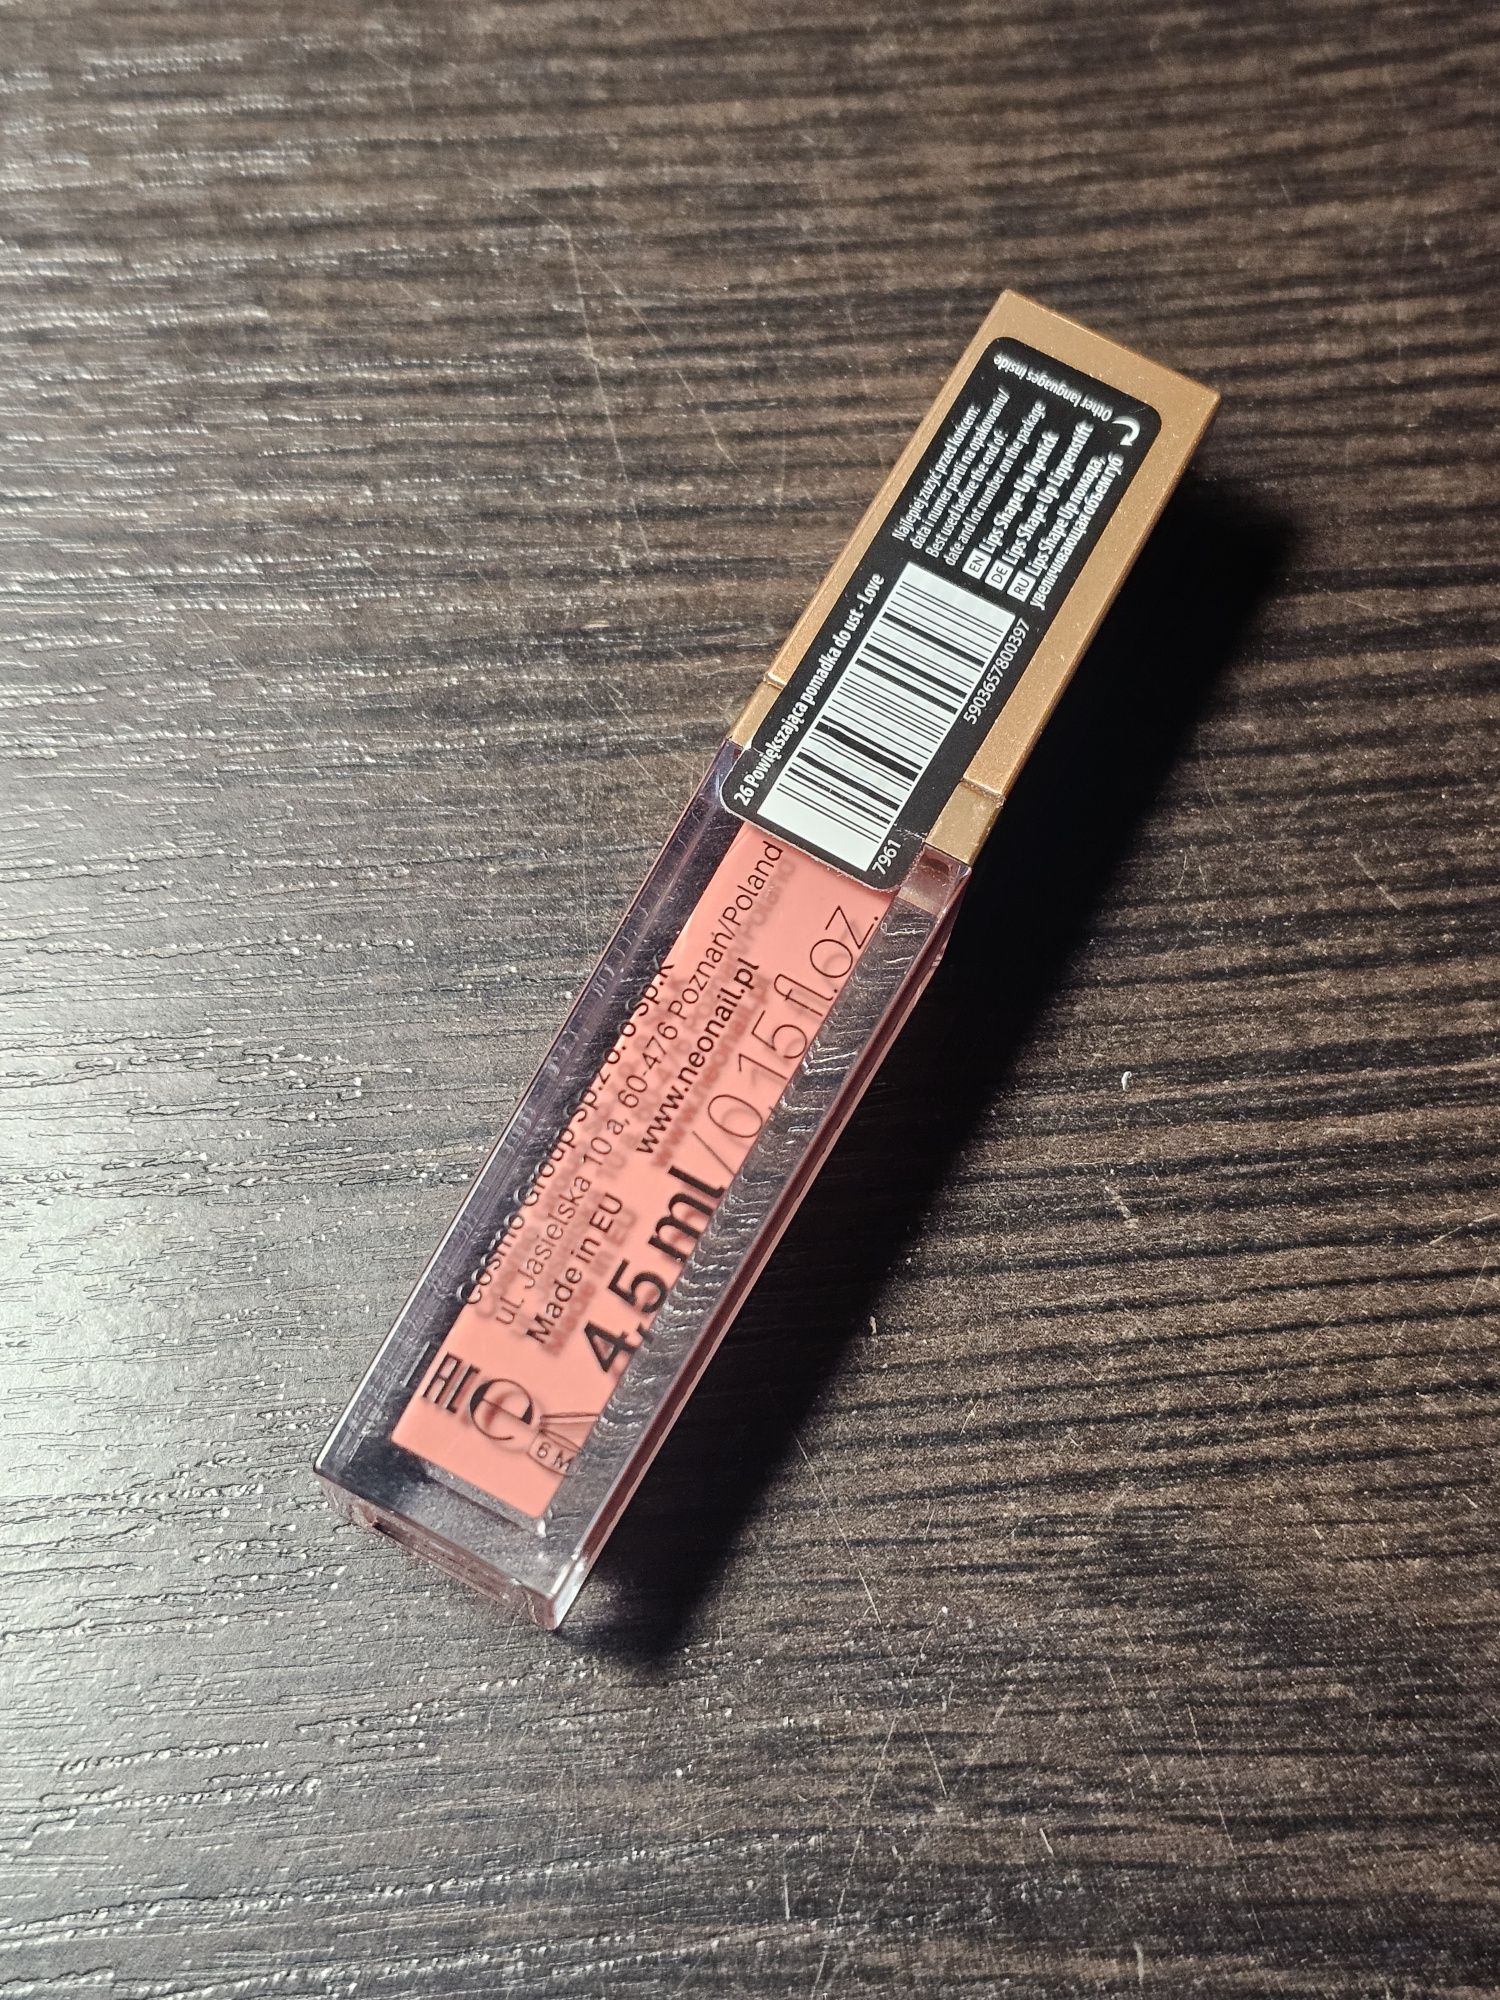 26 Powiększająca pomadka do ust - Love
Najlepiej zużyć przed końcem:
data i numer partii na opakowaniu/
Best used before the end of:
date and lot number on the package
EN Lips Shape Up lipstick
DE Lips Shape Up Lippenstift
RU Lips Shape Up помада,
увеличивающая объём губ
Other languages inside
5903657800397
7961
Cosmo Group Sp.z o. o Sp.K
ul. Jasielska 10 a, 60-476 Poznań/Poland
Made in EU
www.neonail.pl
4,5 ml / 0,15 fl.oz.
EAC
e
6 M